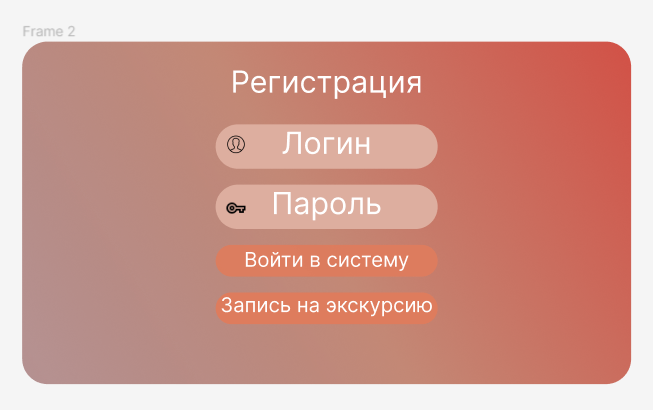 Frame 2
Регистрация
Логин
Пароль
Войти в систему
Запись на экскурсию